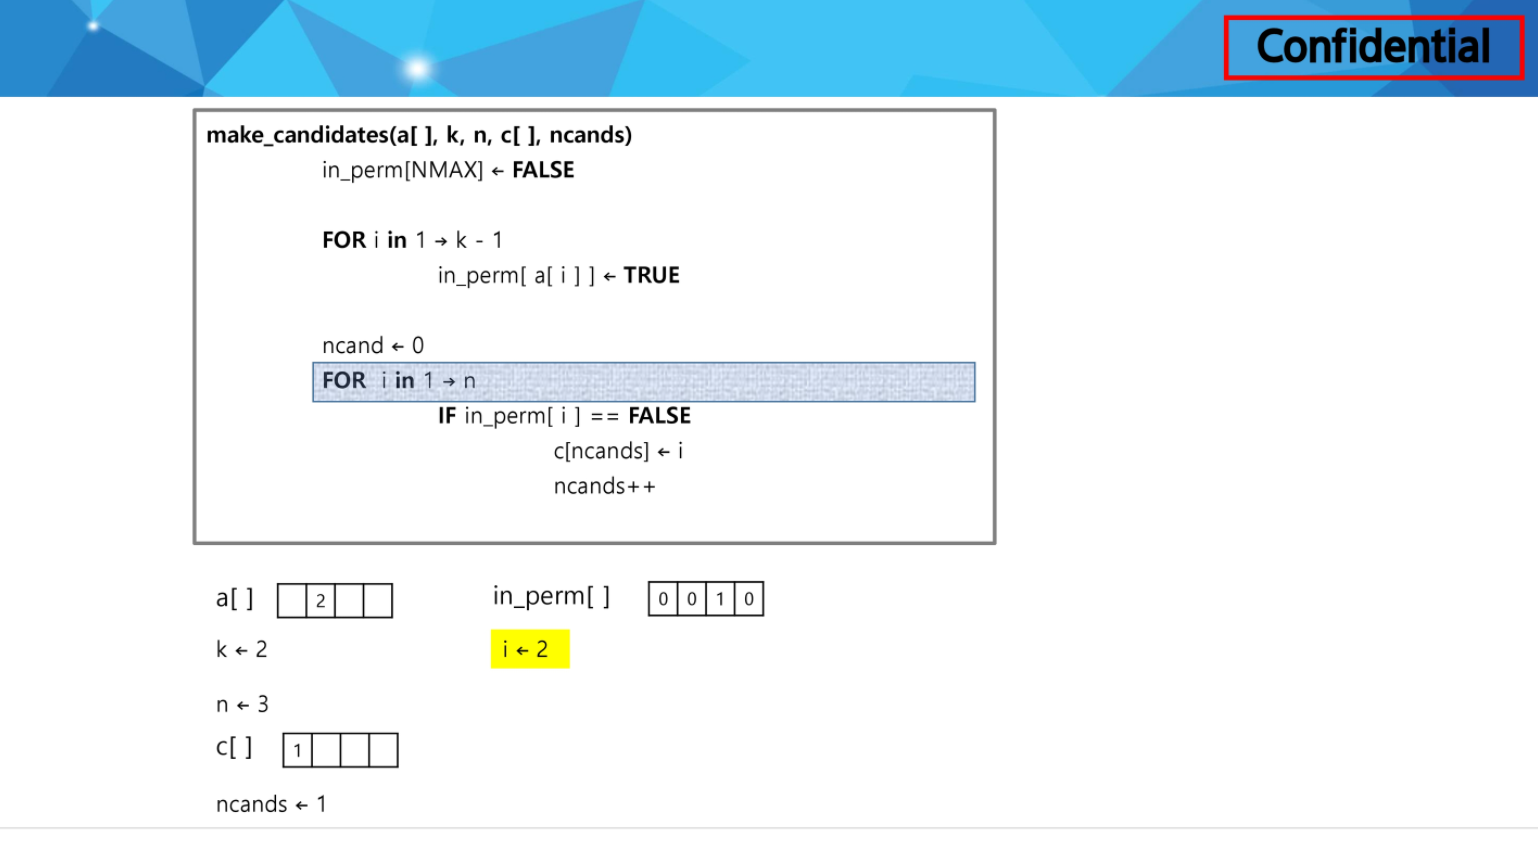 Confidential
make_candidates(a[ ], k, n, c[ ], ncands)
in_perm[NMAX] ← FALSE
FOR i in 1 → k - 1
in_perm[ a[ i ] ] ← TRUE
ncand ← 0
FOR i in 1 → n
IF in_perm[ i ] == FALSE
c[ncands] ← i
ncands++
a[ ] 2
in_perm[ ] 0 0 1 0
k ← 2
i ← 2
n ← 3
c[ ] 1
ncands ← 1